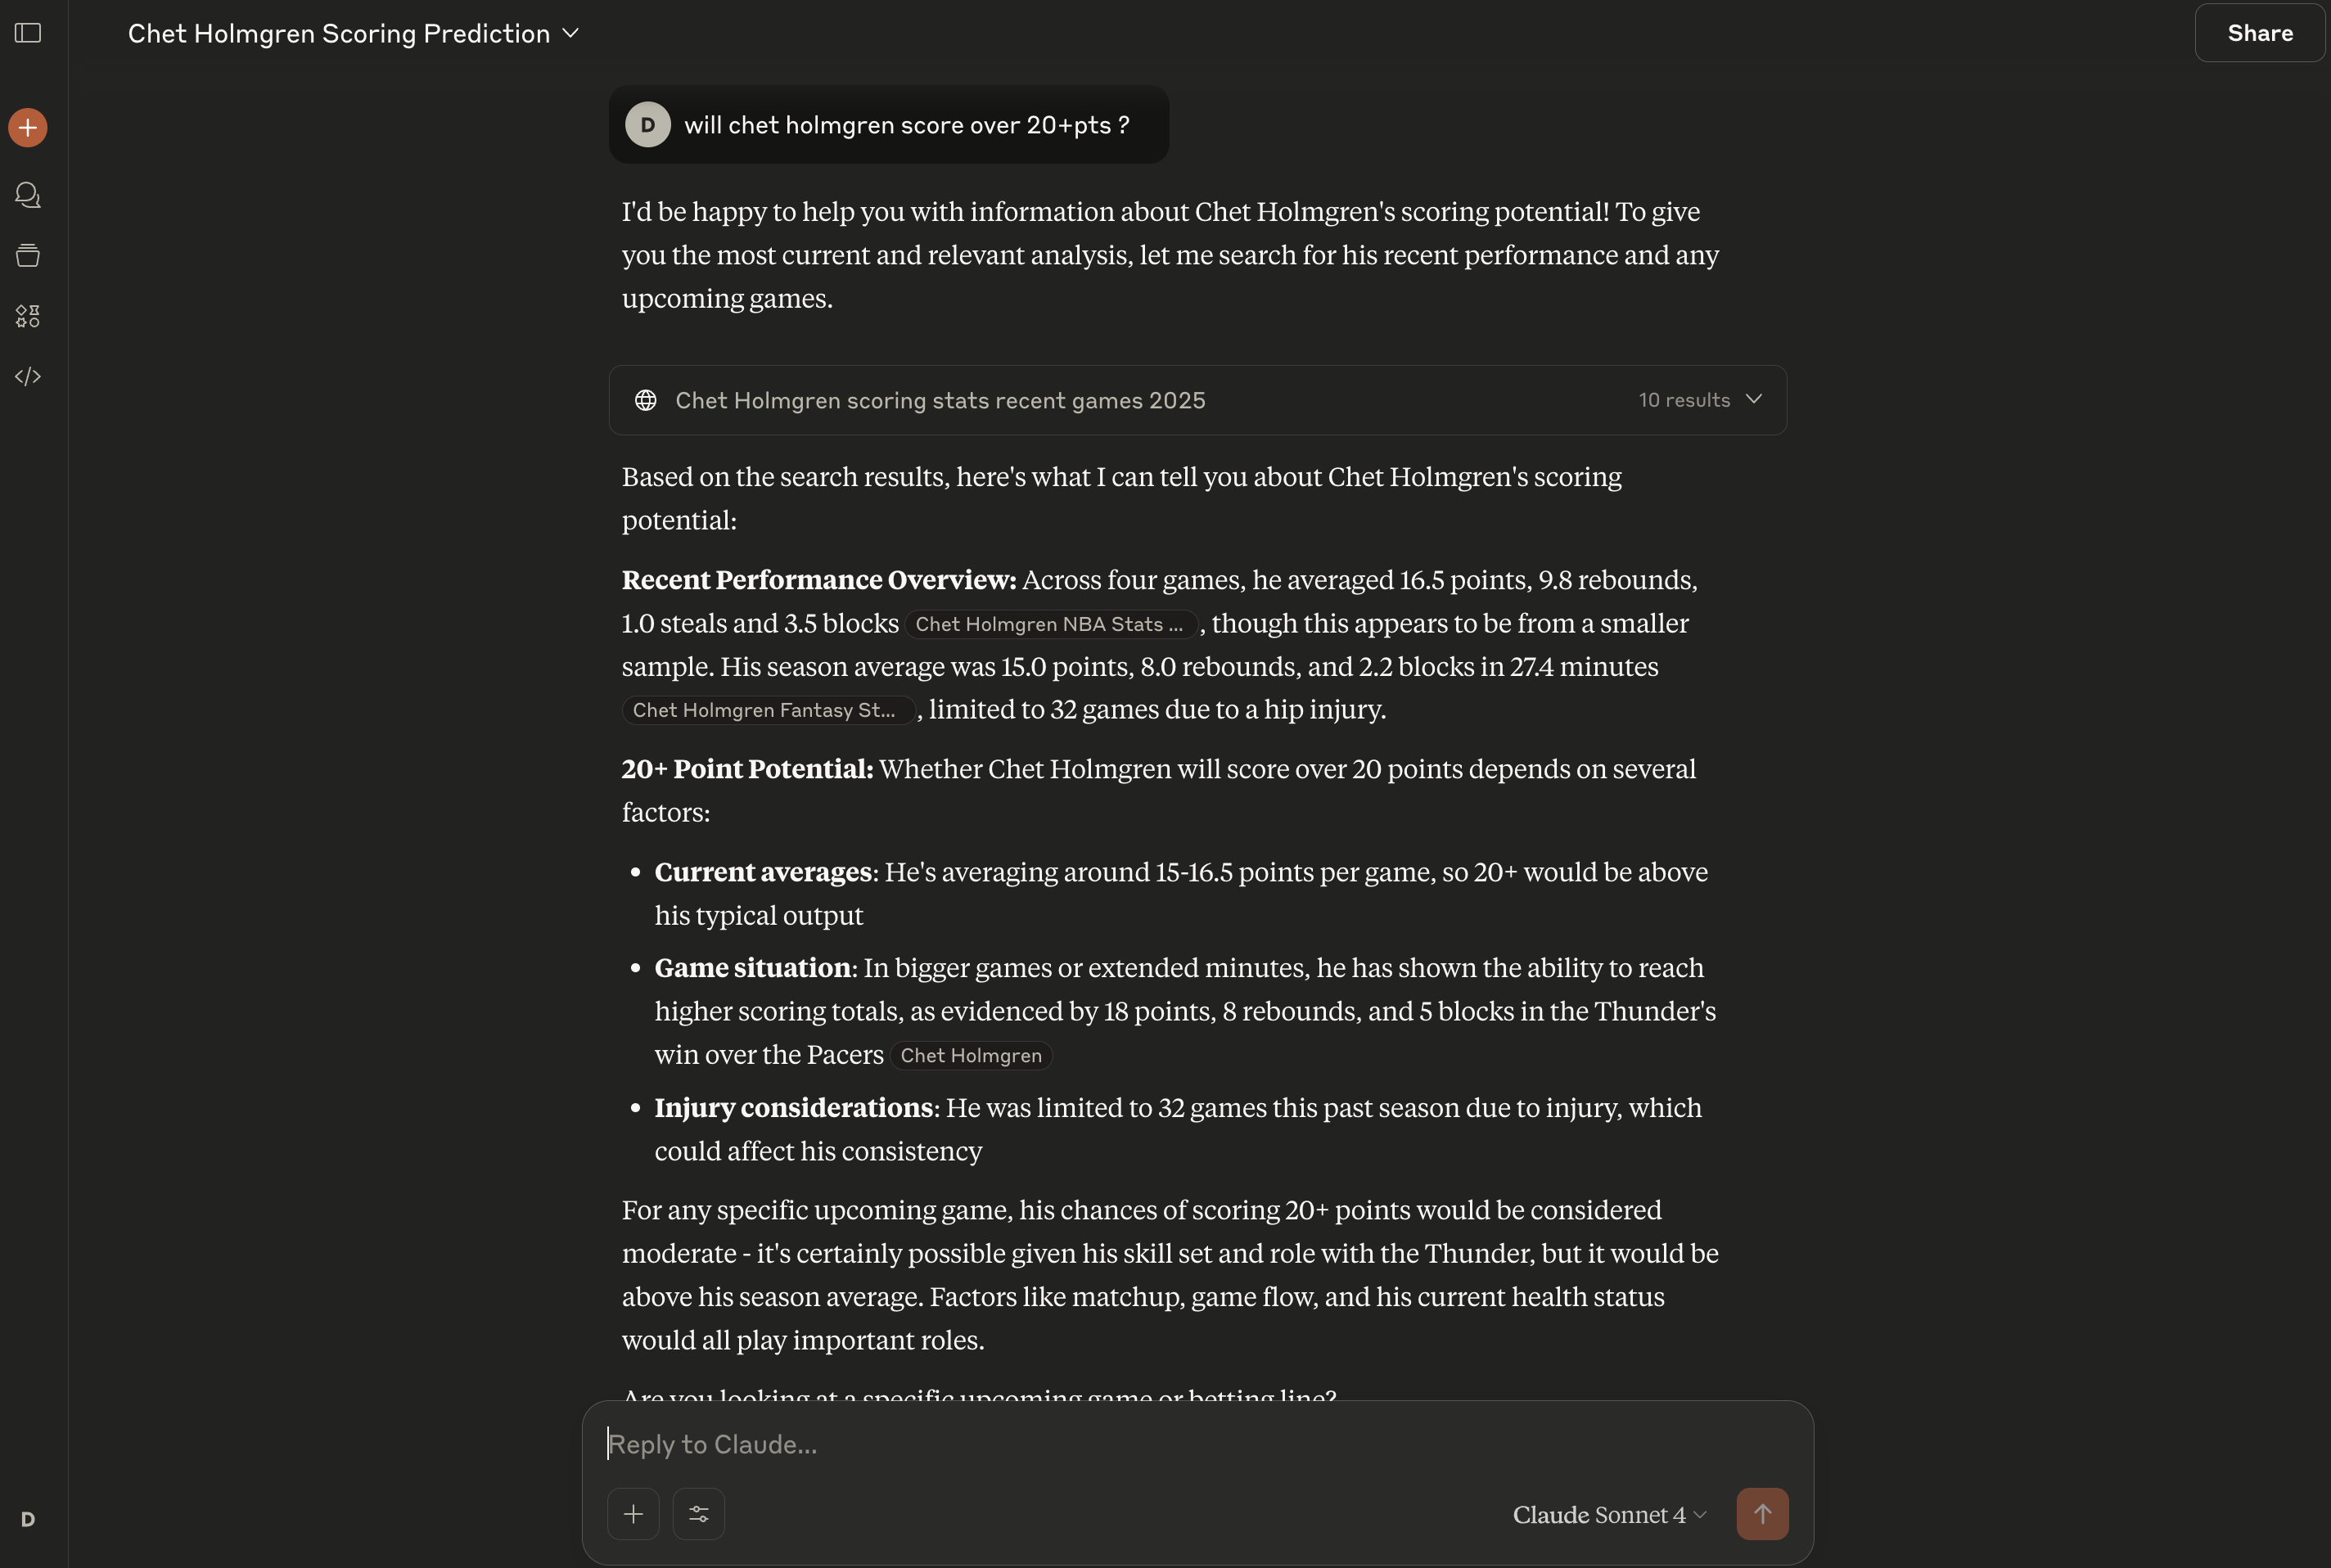 Chet Holmgren Scoring Prediction
Share
D
will chet holmgren score over 20+pts ?
I'd be happy to help you with information about Chet Holmgren's scoring potential! To give
you the most current and relevant analysis, let me search for his recent performance and any
upcoming games.
Chet Holmgren scoring stats recent games 2025
10 results
Based on the search results, here's what I can tell you about Chet Holmgren's scoring
potential:
Recent Performance Overview: Across four games, he averaged 16.5 points, 9.8 rebounds,
1.0 steals and 3.5 blocks Chet Holmgren NBA Stats ... , though this appears to be from a smaller
sample. His season average was 15.0 points, 8.0 rebounds, and 2.2 blocks in 27.4 minutes
Chet Holmgren Fantasy St... , limited to 32 games due to a hip injury.
20+ Point Potential: Whether Chet Holmgren will score over 20 points depends on several
factors:
• Current averages: He's averaging around 15-16.5 points per game, so 20+ would be above
his typical output
• Game situation: In bigger games or extended minutes, he has shown the ability to reach
higher scoring totals, as evidenced by 18 points, 8 rebounds, and 5 blocks in the Thunder's
win over the Pacers Chet Holmgren
• Injury considerations: He was limited to 32 games this past season due to injury, which
could affect his consistency
For any specific upcoming game, his chances of scoring 20+ points would be considered
moderate - it's certainly possible given his skill set and role with the Thunder, but it would be
above his season average. Factors like matchup, game flow, and his current health status
would all play important roles.
Are you looking at a specific upcoming game or betting line?
Reply to Claude...
Claude Sonnet 4
D